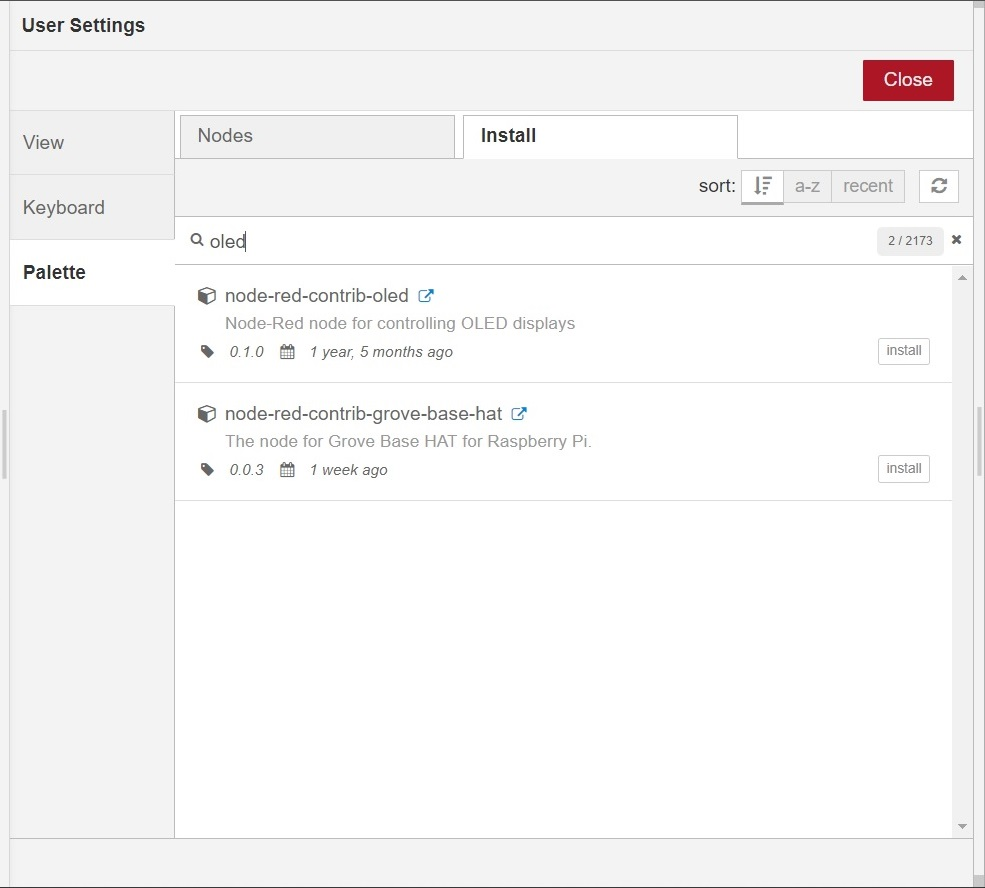 User Settings
Close
View
Keyboard
Palette
Nodes
Install
sort: a-z recent
oled 2 / 2173
node-red-contrib-oled
Node-Red node for controlling OLED displays
0.1.0 1 year, 5 months ago install
node-red-contrib-grove-base-hat
The node for Grove Base HAT for Raspberry Pi.
0.0.3 1 week ago install